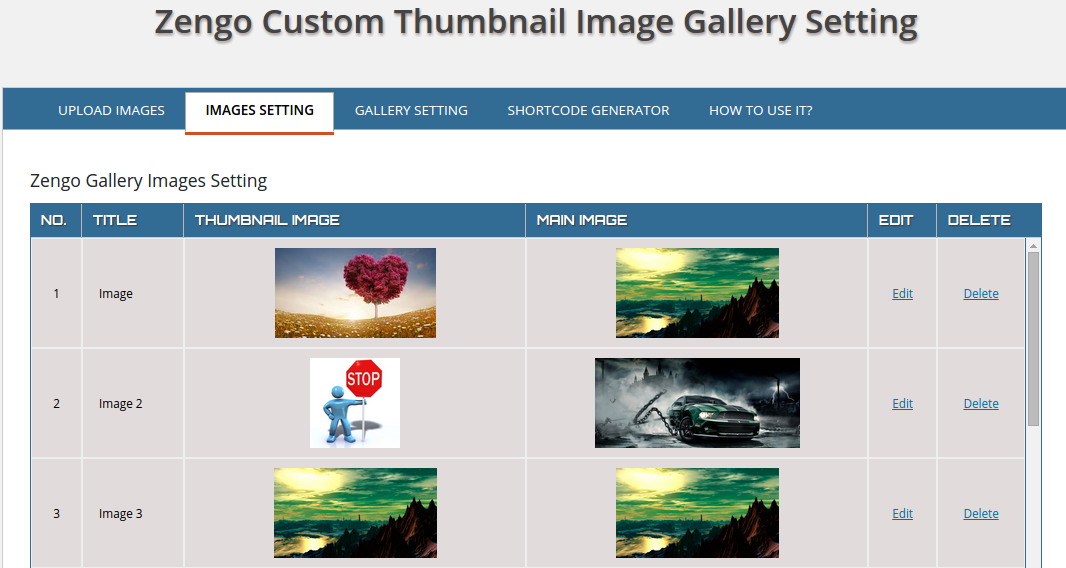 Zengo Custom Thumbnail Image Gallery Setting
UPLOAD IMAGES IMAGES SETTING GALLERY SETTING SHORTCODE GENERATOR HOW TO USE IT?
Zengo Gallery Images Setting
NO. TITLE THUMBNAIL IMAGE MAIN IMAGE EDIT DELETE
1 Image Edit Delete
STOP
2 Image 2 Edit Delete
3 Image 3 Edit Delete